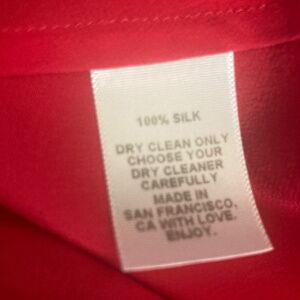 100% SILK
DRY CLEAN ONLY
CHOOSE YOUR
DRY CLEANER
CAREFULLY
MADE IN
SAN FRANCISCO,
CA WITH LOVE.
ENJOY.